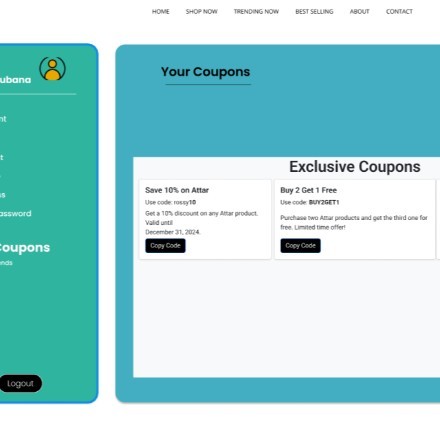 HOME SHOP NOW TRENDING NOW BEST SELLING ABOUT CONTACT
ubana
nt
t
s
assword
Coupons
ends
Logout
Your Coupons
Exclusive Coupons
Save 10% on Attar
Use code: rossy10
Get a 10% discount on any Attar product.
Valid until
December 31, 2024.
Copy Code
Buy 2 Get 1 Free
Use code: BUY2GET1
Purchase two Attar products and get the third one for
free. Limited time offer!
Copy Code